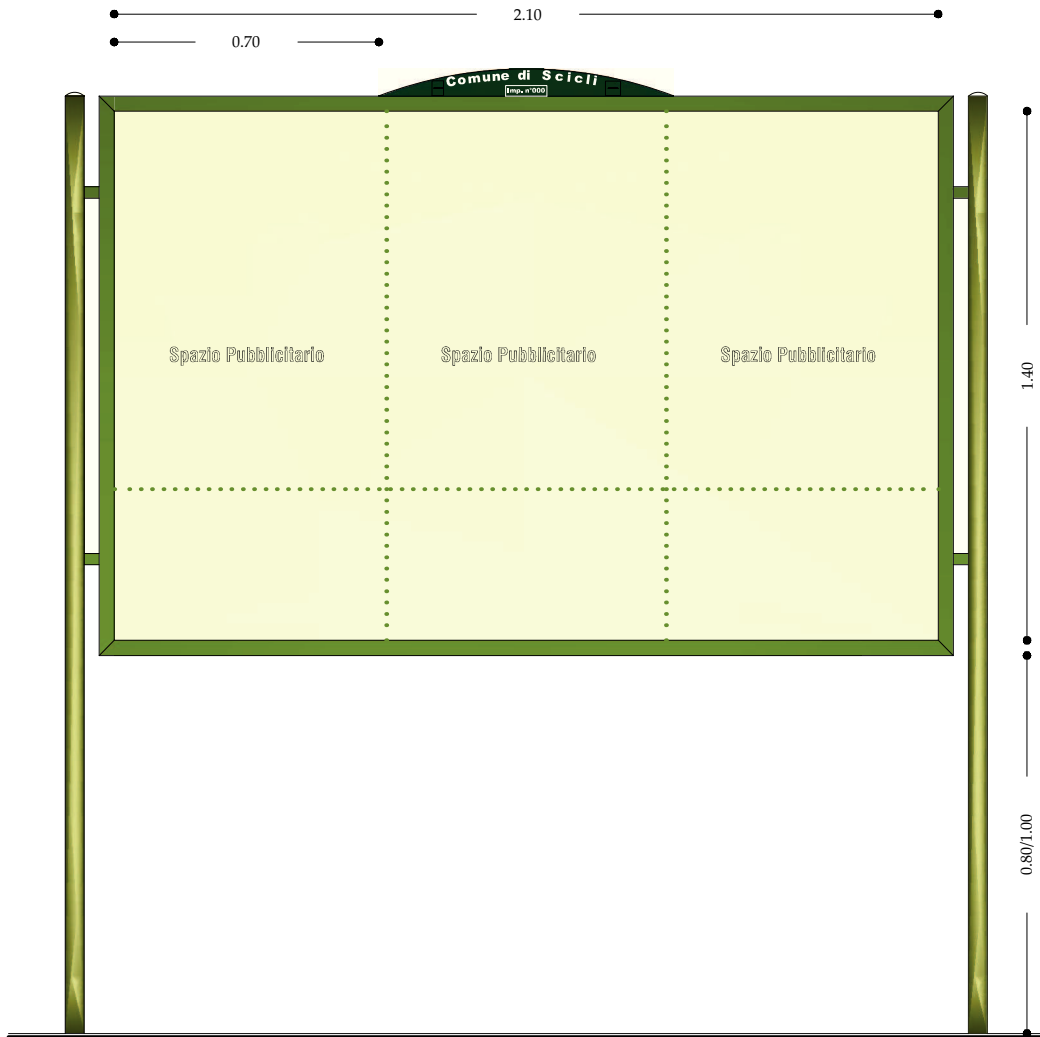 2.10
0.70
Comune di Scicli
Imp. n°000
Spazio Pubblicitario Spazio Pubblicitario Spazio Pubblicitario
1.40
0.80/1.00